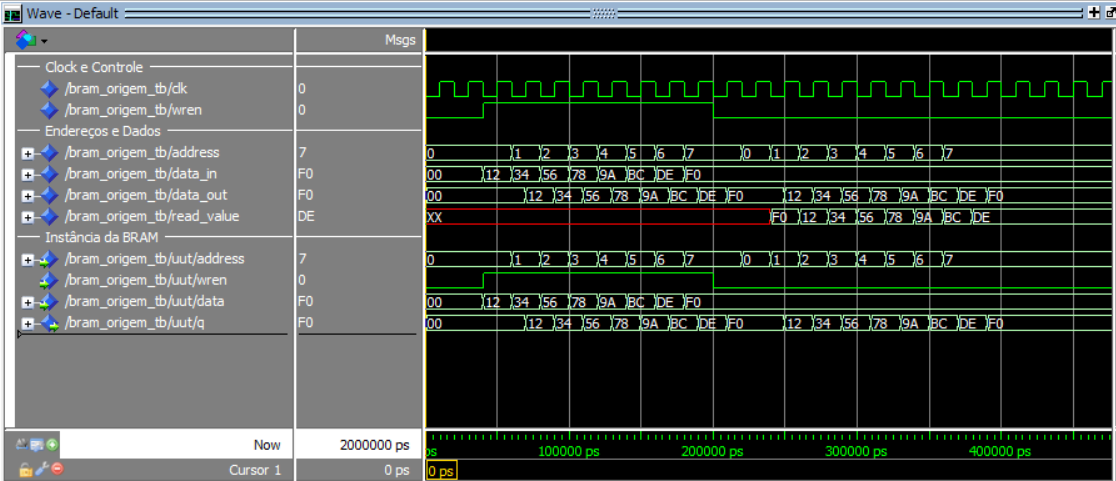 Wave - Default
Msgs
Clock e Controle
/bram_origem_tb/clk 0
/bram_origem_tb/wren 0
Endereços e Dados
/bram_origem_tb/address 7 0 1 2 3 4 5 6 7 0 1 2 3 4 5 6 7
/bram_origem_tb/data_in F0 00 12 34 56 78 9A BC DE F0
/bram_origem_tb/data_out F0 00 12 34 56 78 9A BC DE F0 12 34 56 78 9A BC DE F0
/bram_origem_tb/read_value DE XX F0 12 34 56 78 9A BC DE
Instância da BRAM
/bram_origem_tb/uut/address 7 0 1 2 3 4 5 6 7 0 1 2 3 4 5 6 7
/bram_origem_tb/uut/wren 0
/bram_origem_tb/uut/data F0 00 12 34 56 78 9A BC DE F0
/bram_origem_tb/uut/q F0 00 12 34 56 78 9A BC DE F0 12 34 56 78 9A BC DE F0
Now 2000000 ps ps 100000 ps 200000 ps 300000 ps 400000 ps
Cursor 1 0 ps 0 ps